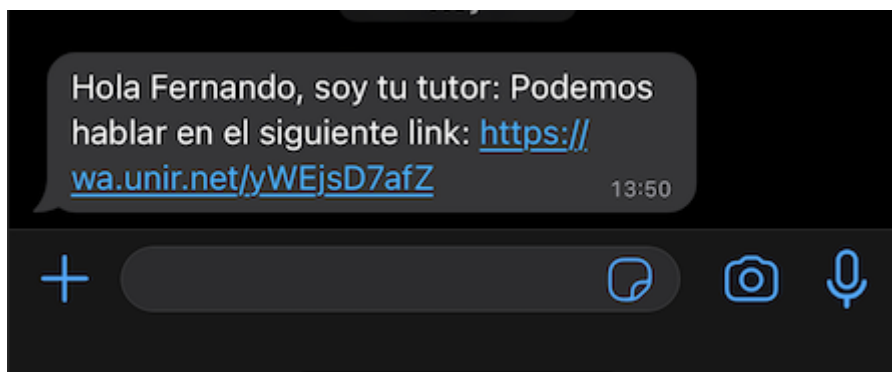 Hola Fernando, soy tu tutor: Podemos
hablar en el siguiente link: https://
wa.unir.net/yWEjsD7afZ
13:50